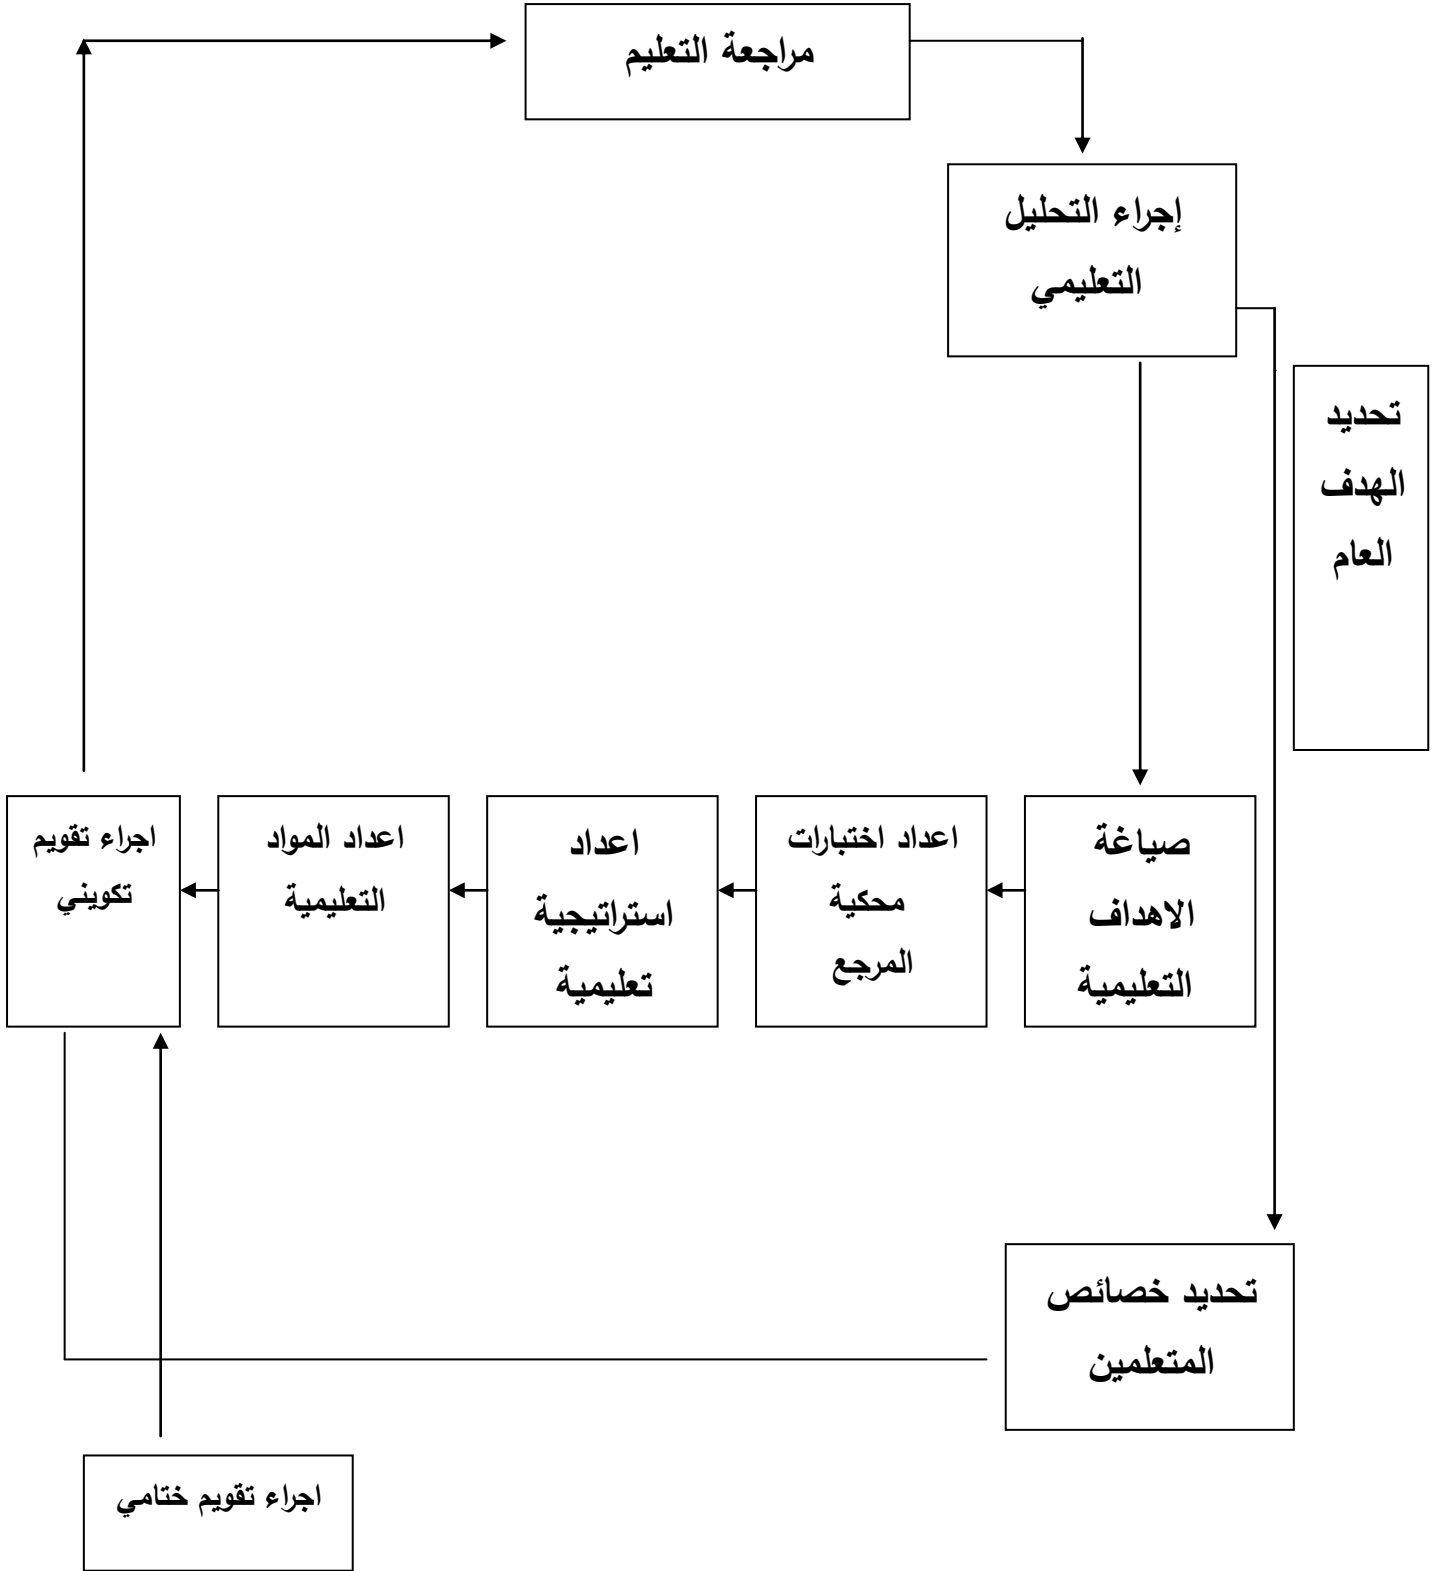 مراجعة التعليم
إجراء التحليل
التعليمي
تحديد
الهدف
العام
صياغة
الاهداف
التعليمية
اعداد اختبارات
محكية
المرجع
اعداد
استراتيجية
تعليمية
اعداد المواد
التعليمية
اجراء تقويم
تكويني
تحديد خصائص
المتعلمين
اجراء تقويم ختامي